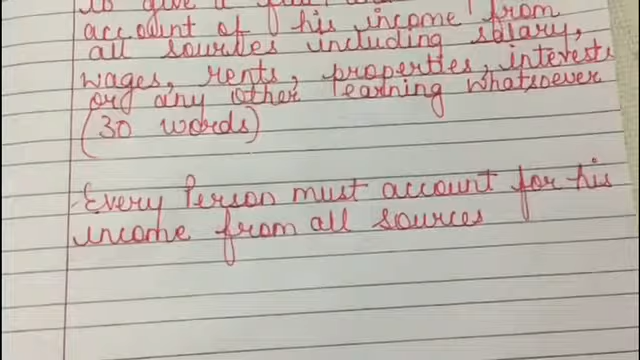 to give a
account of his income from
all sources including salary,
wages, rents, properties, interests
or any other earning whatsoever
(30 words)
Every Person must account for his
income from all sources